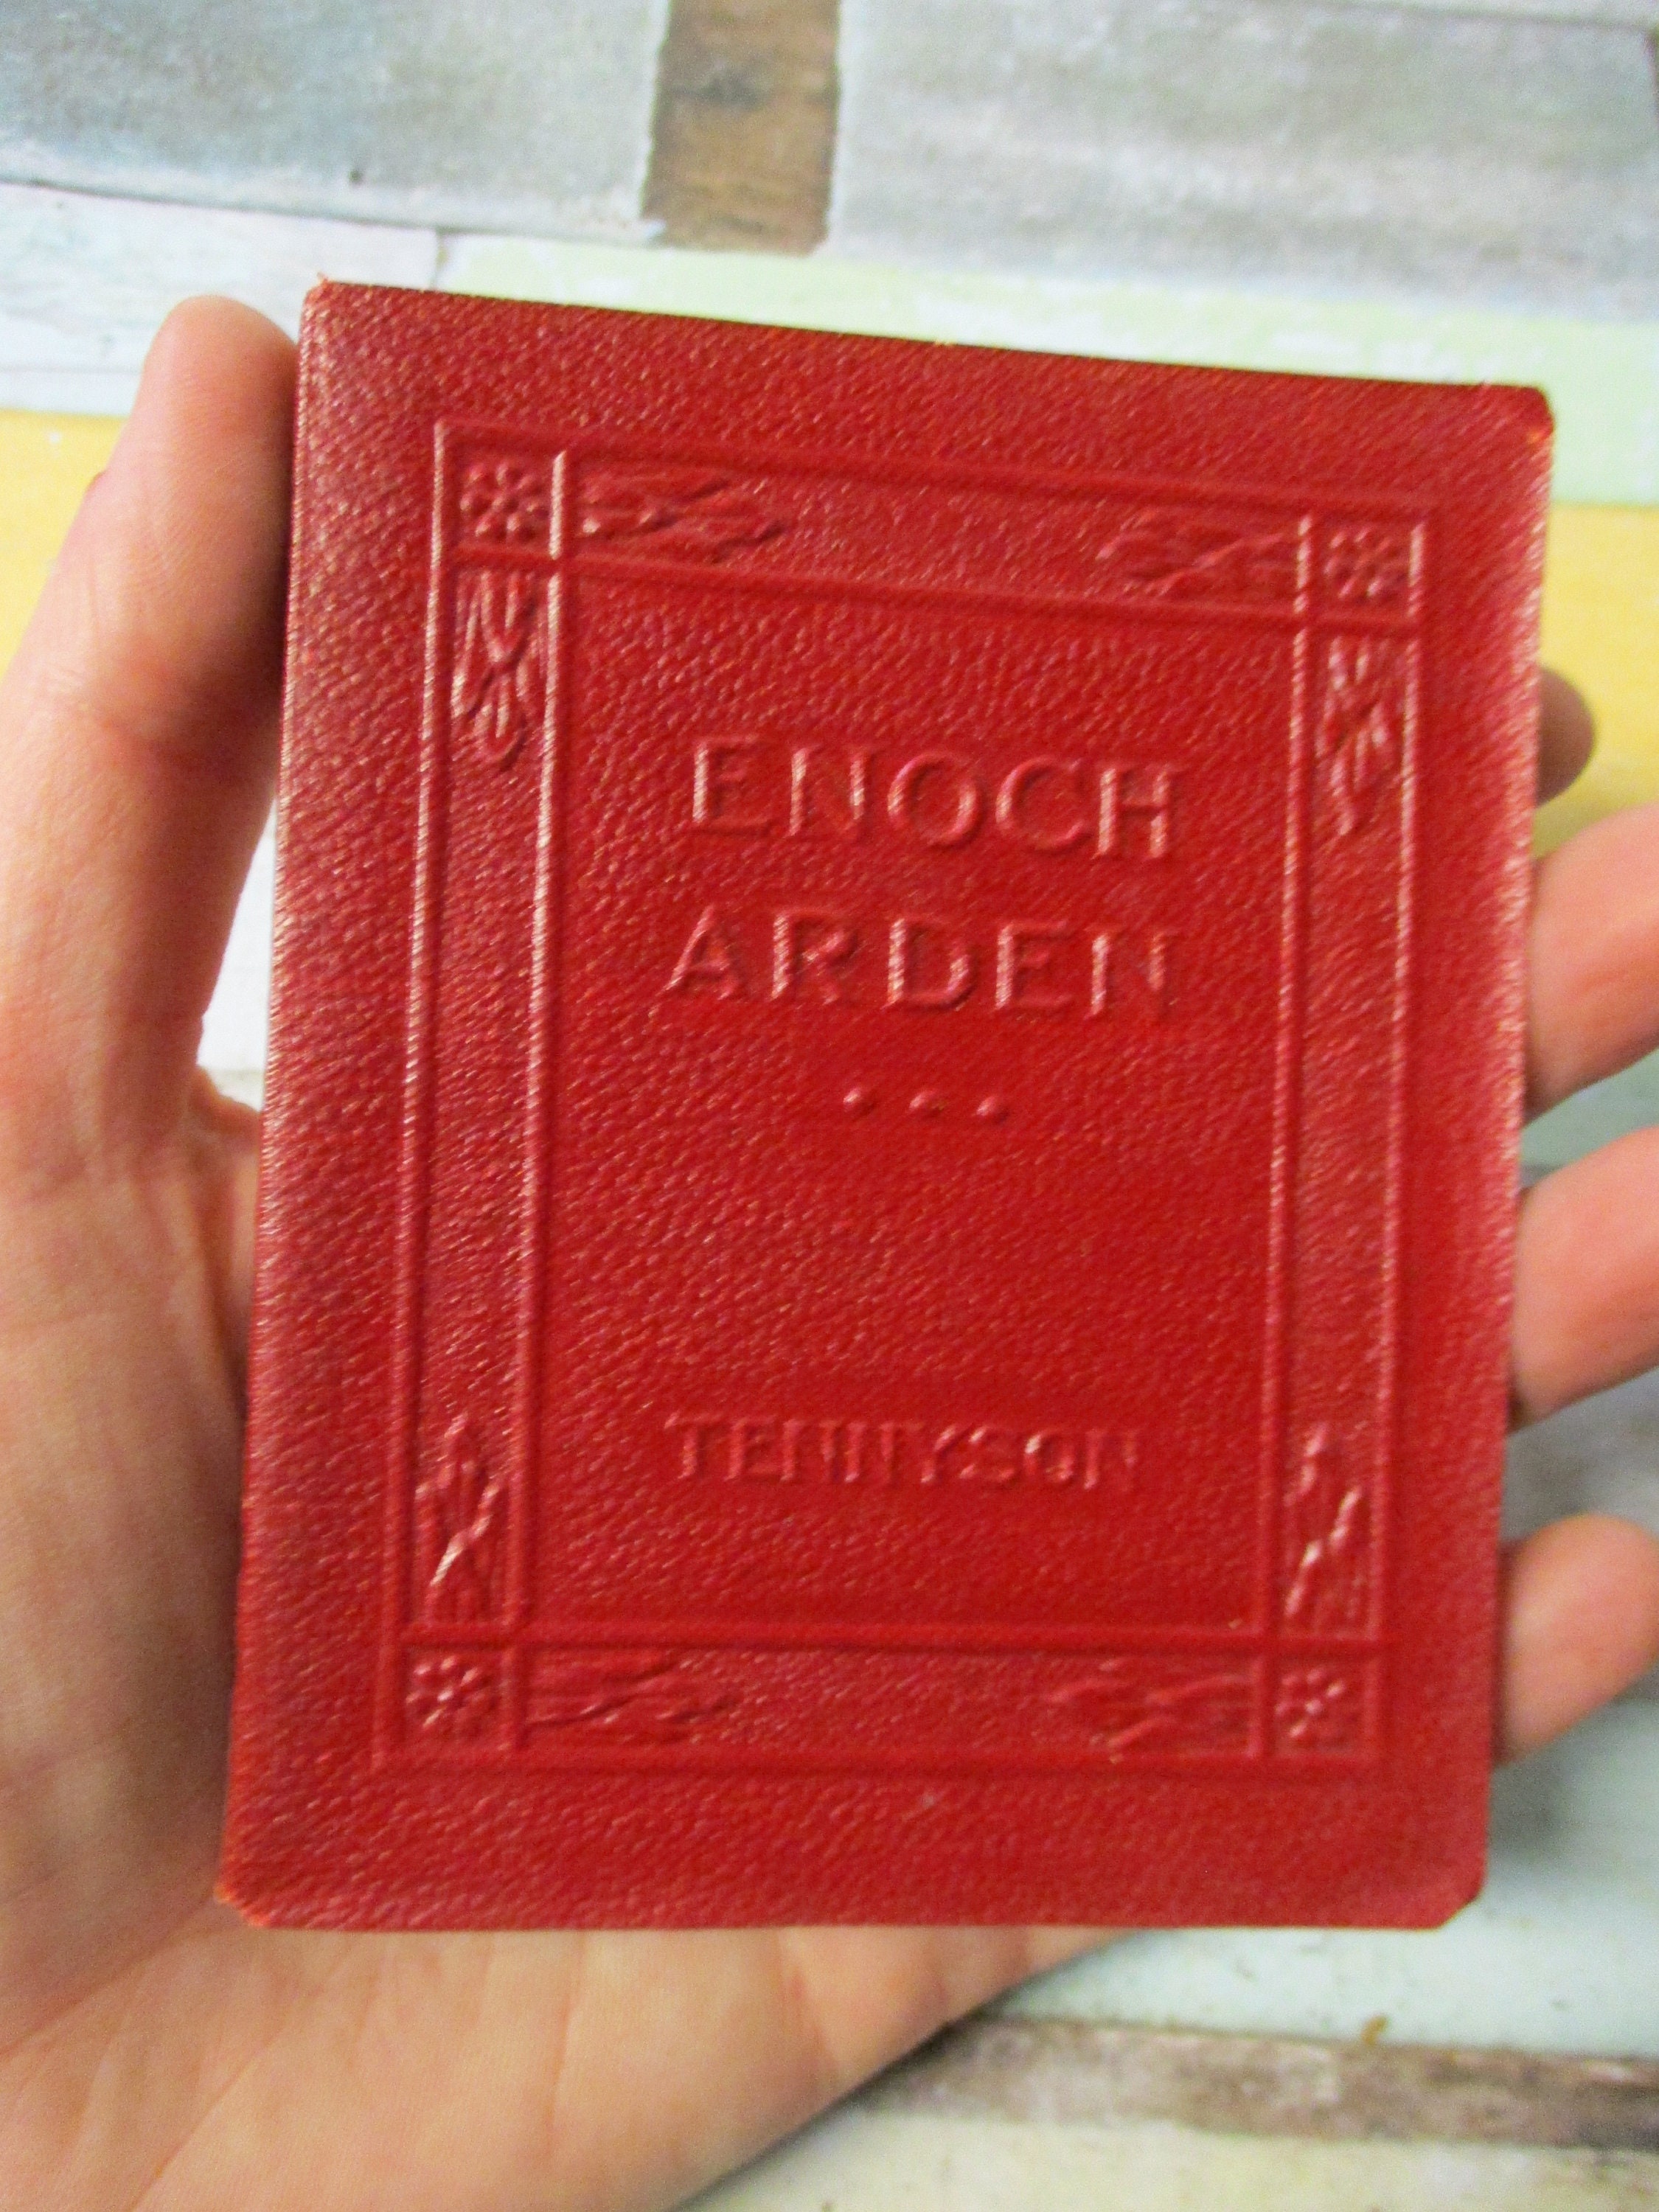 ENOCH
ARDEN
...
TENNYSON